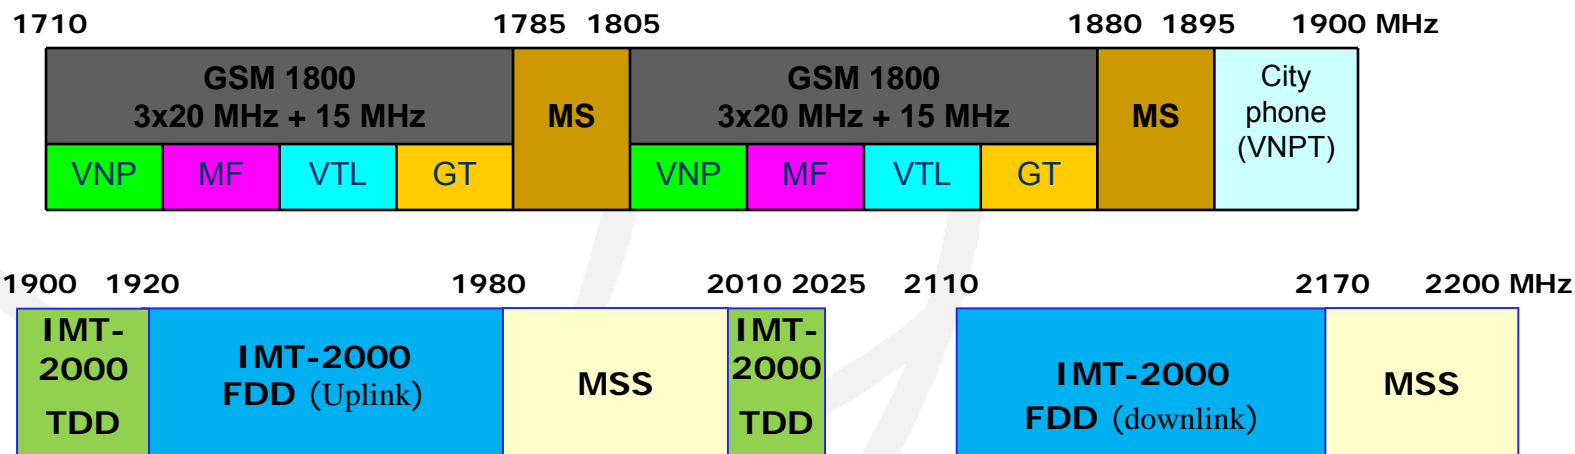 1710 1785 1805 1880 1895 1900 MHz
GSM 1800
3x20 MHz + 15 MHz
MS
GSM 1800
3x20 MHz + 15 MHz
MS
City
phone
(VNPT)
VNP MF VTL GT VNP MF VTL GT
1900 1920 1980 2010 2025 2110 2170 2200 MHz
IMT-
2000
TDD
IMT-2000
FDD (Uplink)
MSS
IMT-
2000
TDD
IMT-2000
FDD (downlink)
MSS